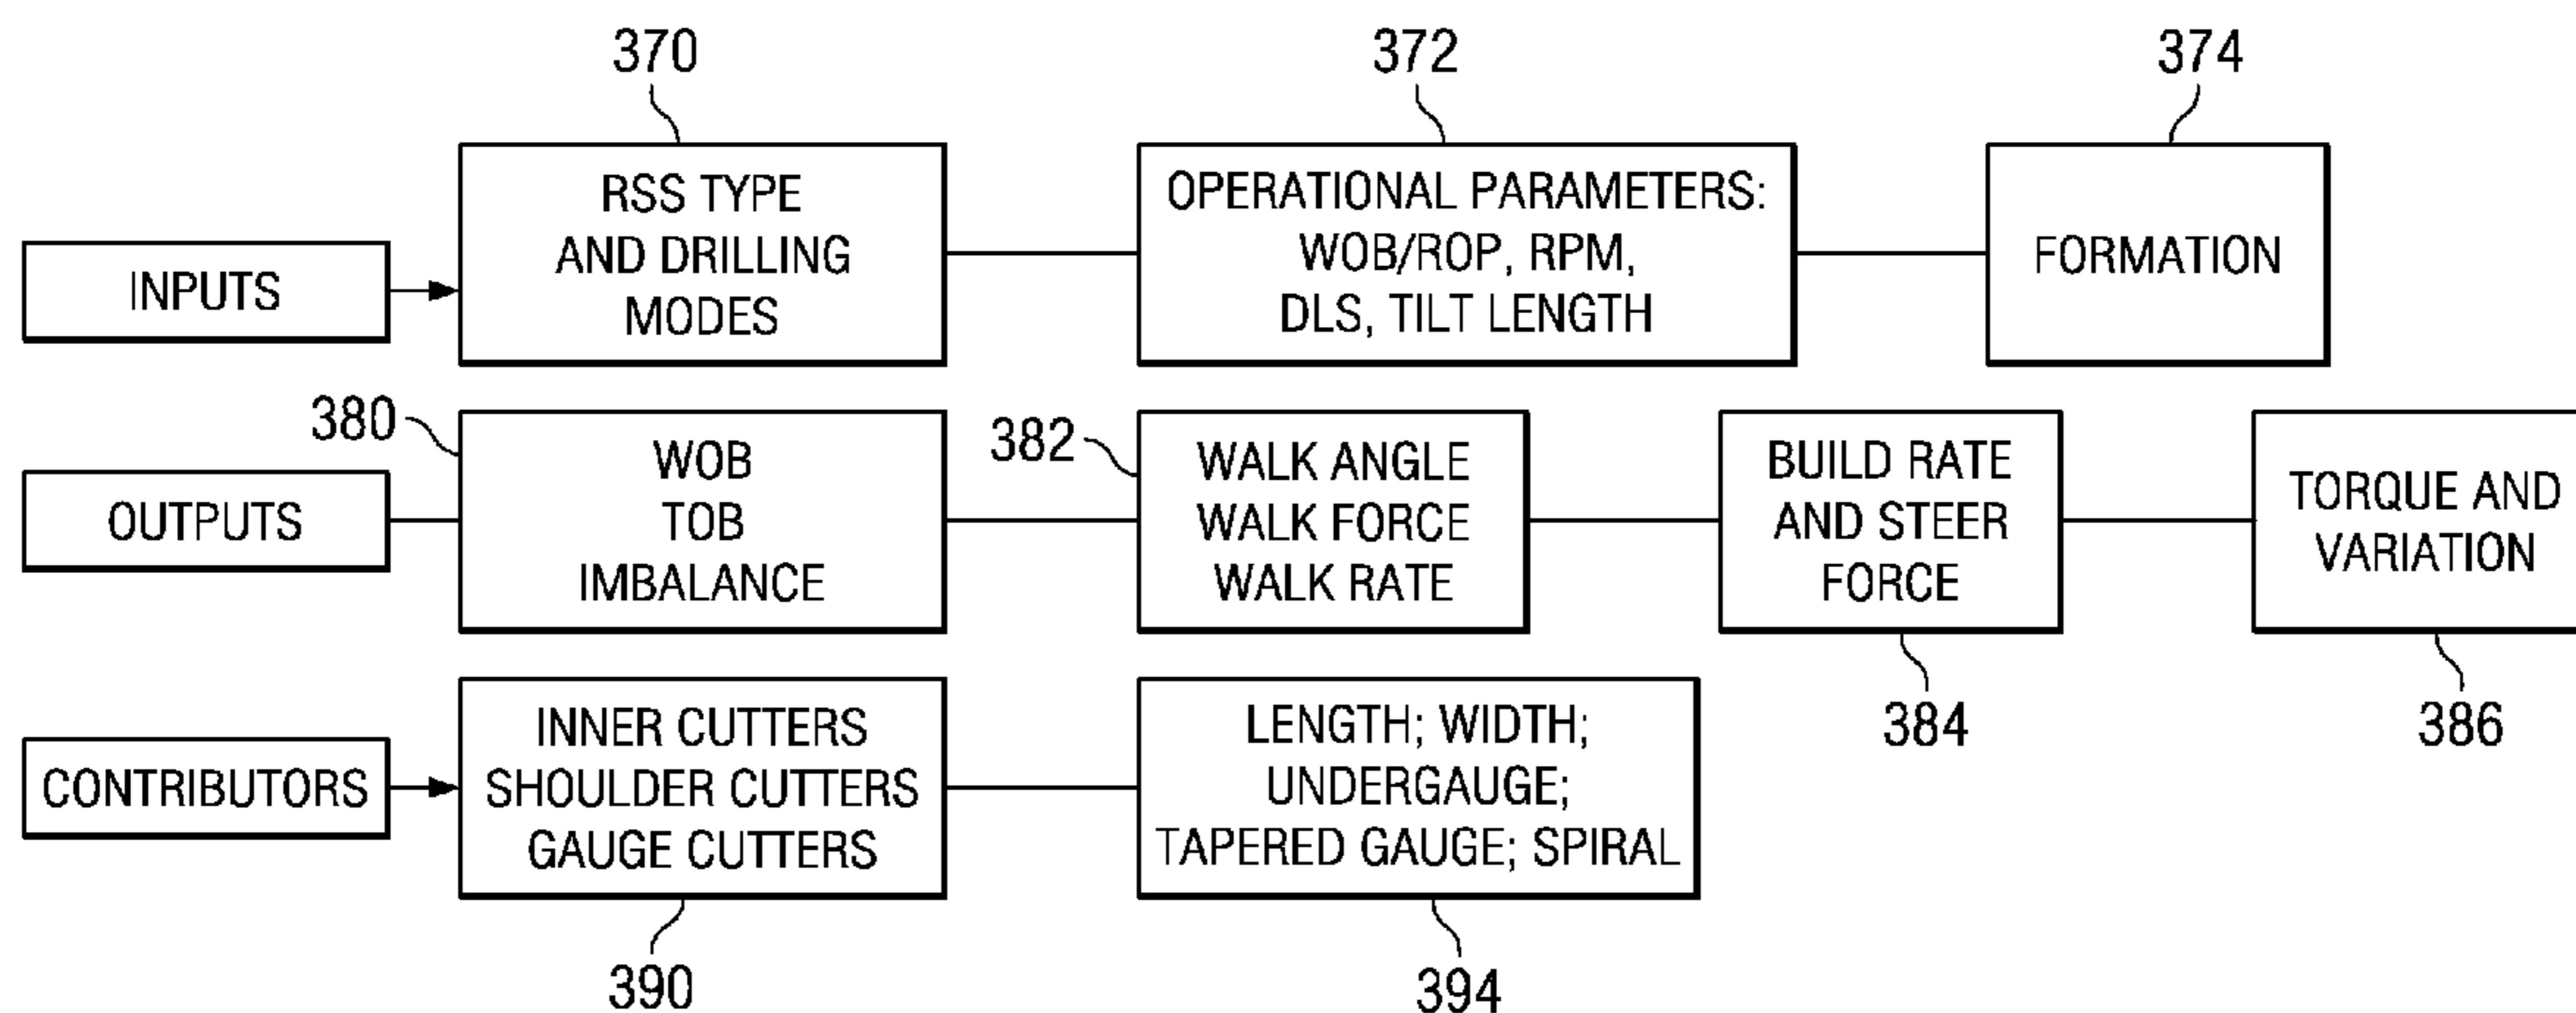 370
372
374
INPUTS
RSS TYPE
AND DRILLING
MODES
OPERATIONAL PARAMETERS:
WOB/ROP, RPM,
DLS, TILT LENGTH
FORMATION
380
382
OUTPUTS
WOB
TOB
IMBALANCE
WALK ANGLE
WALK FORCE
WALK RATE
BUILD RATE
AND STEER
FORCE
TORQUE AND
VARIATION
384
386
CONTRIBUTORS
INNER CUTTERS
SHOULDER CUTTERS
GAUGE CUTTERS
LENGTH; WIDTH;
UNDERGAUGE;
TAPERED GAUGE; SPIRAL
390
394